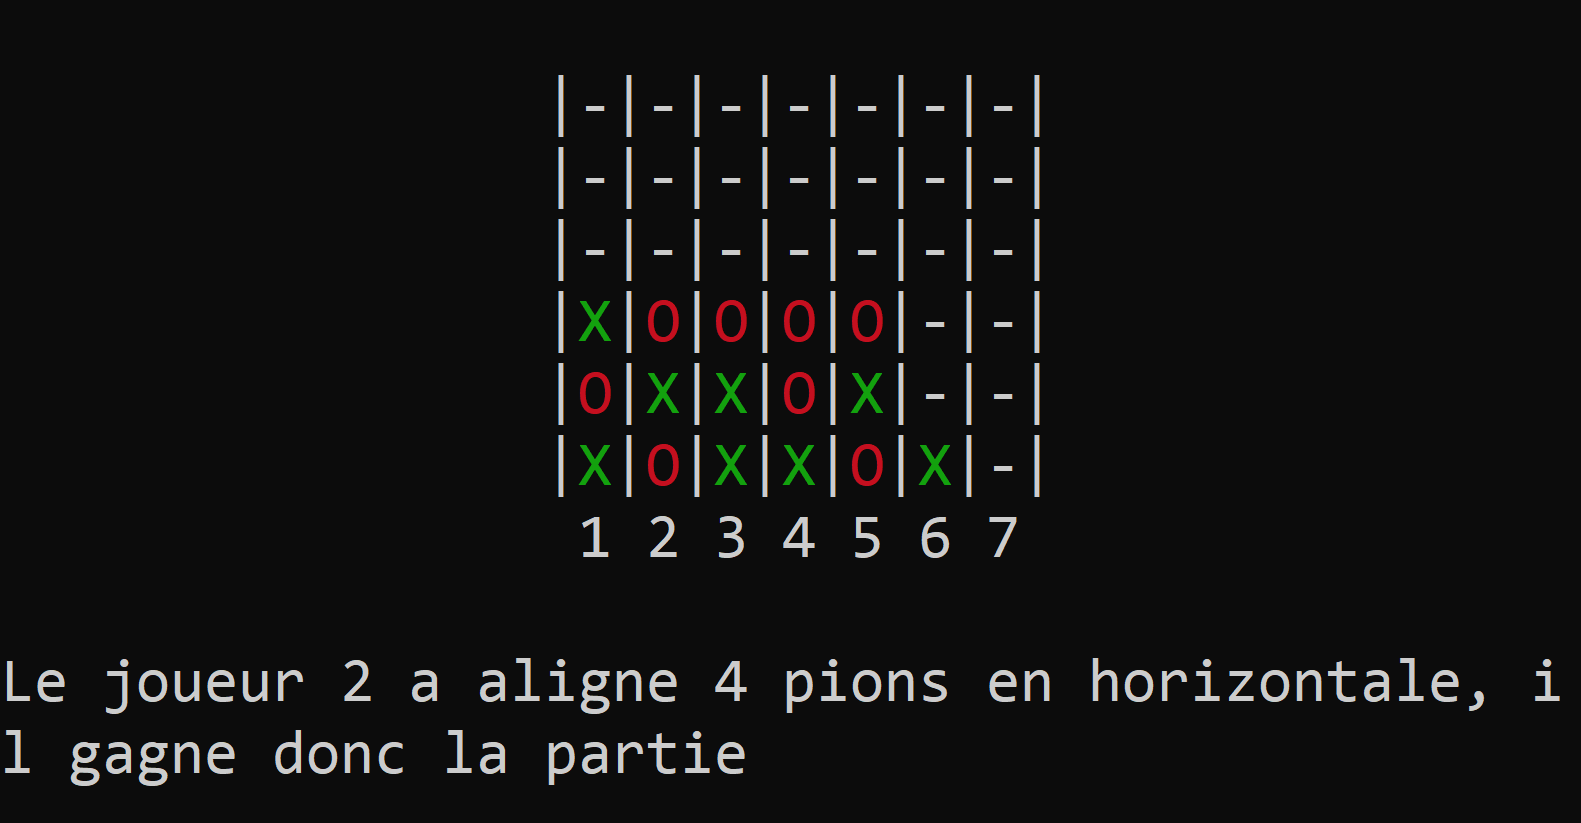 |-|-|-|-|-|-|-|
|-|-|-|-|-|-|-|
|-|-|-|-|-|-|-|
|X|O|O|O|O|-|-|
|O|X|X|O|X|-|-|
|X|O|X|X|O|X|-|
1 2 3 4 5 6 7
Le joueur 2 a aligne 4 pions en horizontale, i
l gagne donc la partie